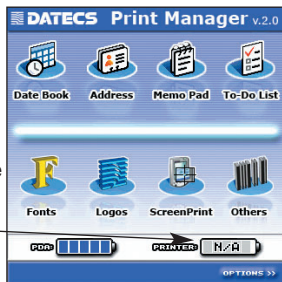 DATECS Print Manager v.2.0
Date Book Address Memo Pad To-Do List
Fonts Logos ScreenPrint Others
PDA: PRINTER: N/A
OPTIONS >>